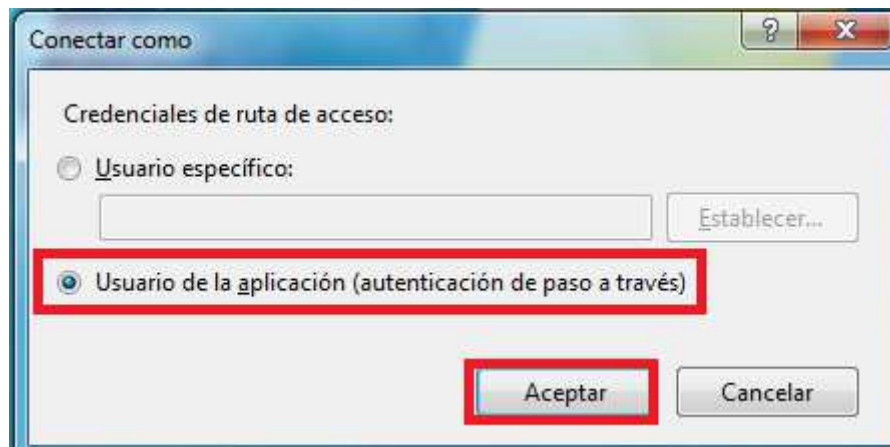 Conectar como
Credenciales de ruta de acceso:
Usuario específico:
Establecer...
Usuario de la aplicación (autenticación de paso a través)
Aceptar
Cancelar